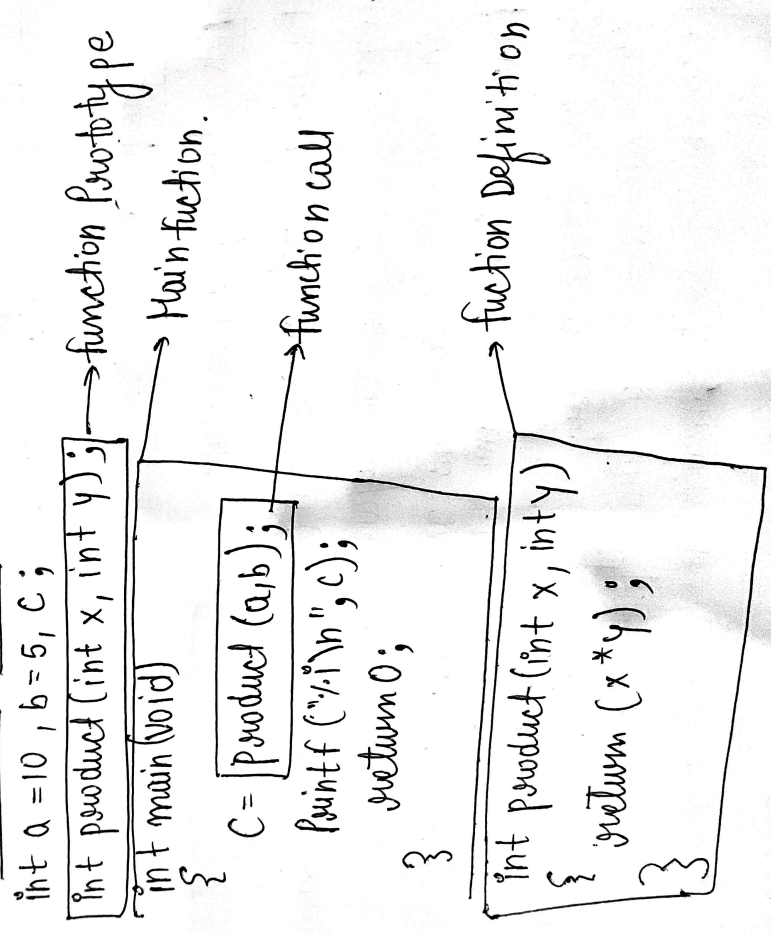 int a = 10, b = 5, C;
int product (int x, int y); → function Prototype
int main (void) → Main fuction.
{
C = product (a,b); → function call
Printf ("%i\n", C);
return 0;
}
int product (int x, int y) → fuction Definition
{
return (x*y);
}